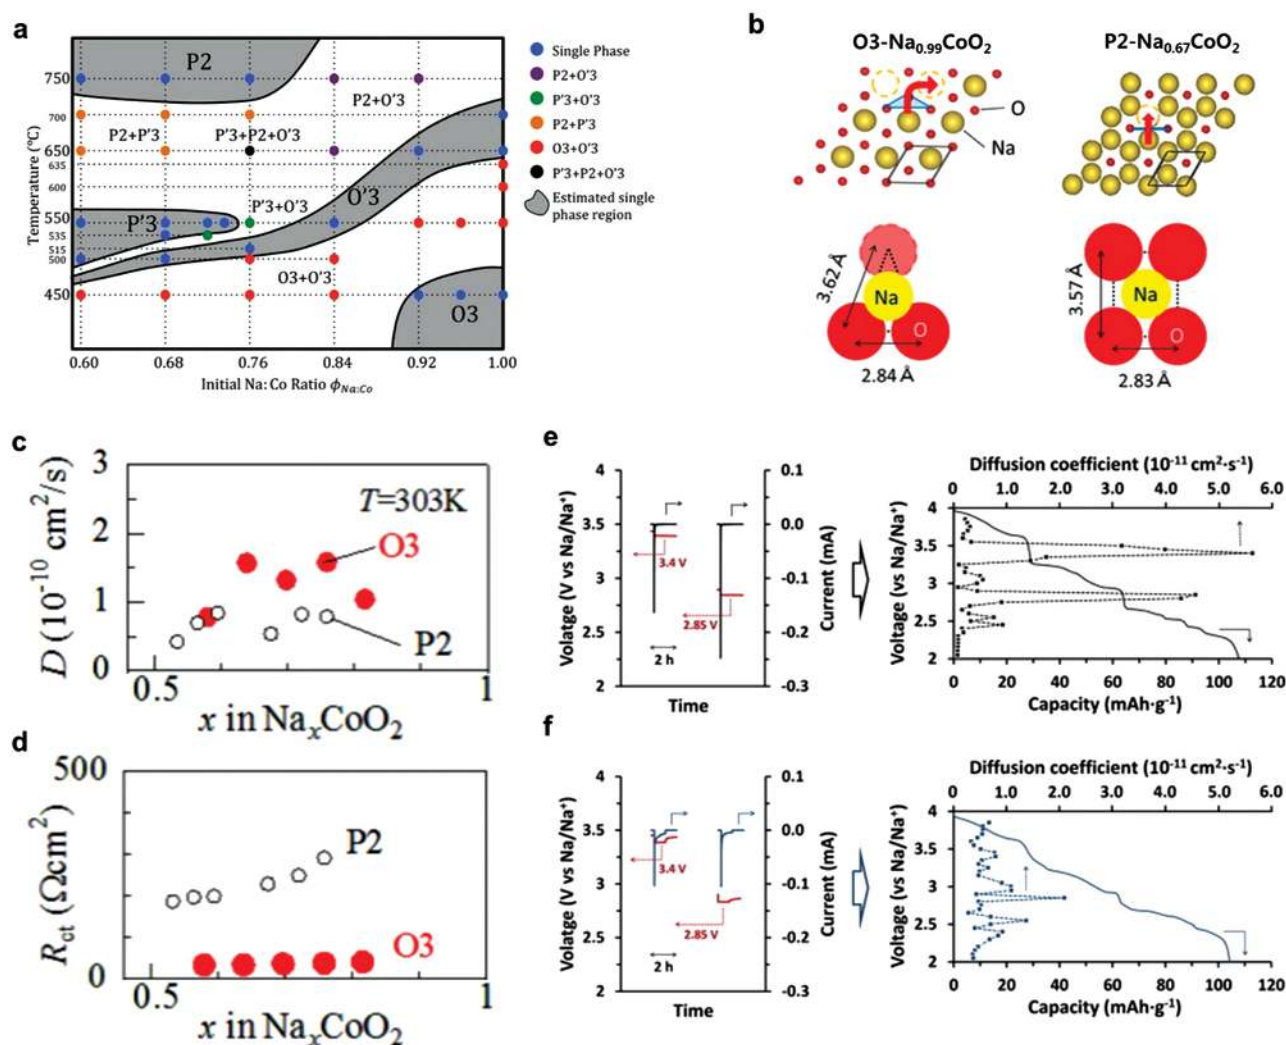 a
P2
P2+O'3
P2+P'3
P'3+P2+O'3
P'3
P'3+O'3
O'3
O3+O'3
O3
Temperature (°C)
750
700
650
635
600
550
535
515
500
450
0.60 0.68 0.76 0.84 0.92 1.00
Initial Na:Co Ratio ϕNa:Co
Single Phase
P2+O'3
P'3+O'3
P2+P'3
O3+O'3
P'3+P2+O'3
Estimated single
phase region
b
O3-Na0.99CoO2
P2-Na0.67CoO2
O
Na
3.62 Å
Na
O
2.84 Å
3.57 Å
Na
O
2.83 Å
c
D (10-10 cm2/s)
3
2
1
0
T=303K
O3
P2
0.5 1
x in NaxCoO2
d
Rct (Ωcm2)
500
0
P2
O3
0.5 1
x in NaxCoO2
e
Volatge (V vs Na/Na+)
4
3.5
3
2.5
2
3.4 V
2.85 V
2 h
Time
0.1
0.0
-0.1
-0.2
-0.3
Current (mA)
Diffusion coefficient (10-11 cm2·s-1)
0.0 1.0 2.0 3.0 4.0 5.0 6.0
Voltage (vs Na/Na+)
4
3.5
3
2.5
2
0 20 40 60 80 100 120
Capacity (mAh·g-1)
f
Volatge (V vs Na/Na+)
4
3.5
3
2.5
2
3.4 V
2.85 V
2 h
Time
0.1
0.0
-0.1
-0.2
-0.3
Current (mA)
Diffusion coefficient (10-11 cm2·s-1)
0.0 1.0 2.0 3.0 4.0 5.0 6.0
Voltage (vs Na/Na+)
4
3.5
3
2.5
2
0 20 40 60 80 100 120
Capacity (mAh·g-1)